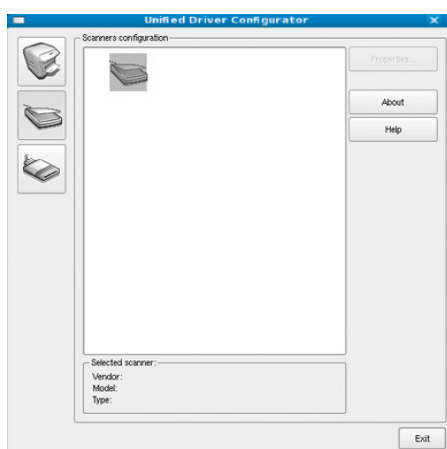 Unified Driver Configurator
Scanners configuration
Properties...
About
Help
Selected scanner:
Vendor:
Model:
Type:
Exit